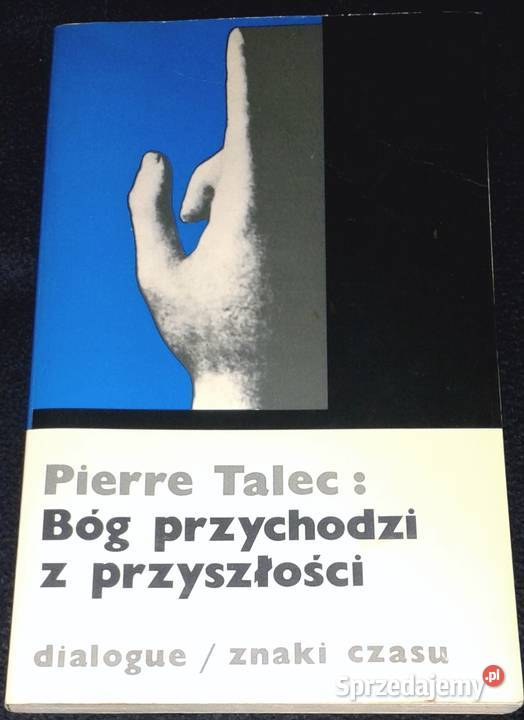 Pierre Talec:
Bóg przychodzi
z przyszłości
dialogue / znaki czasu
Sprzedajemy.pl